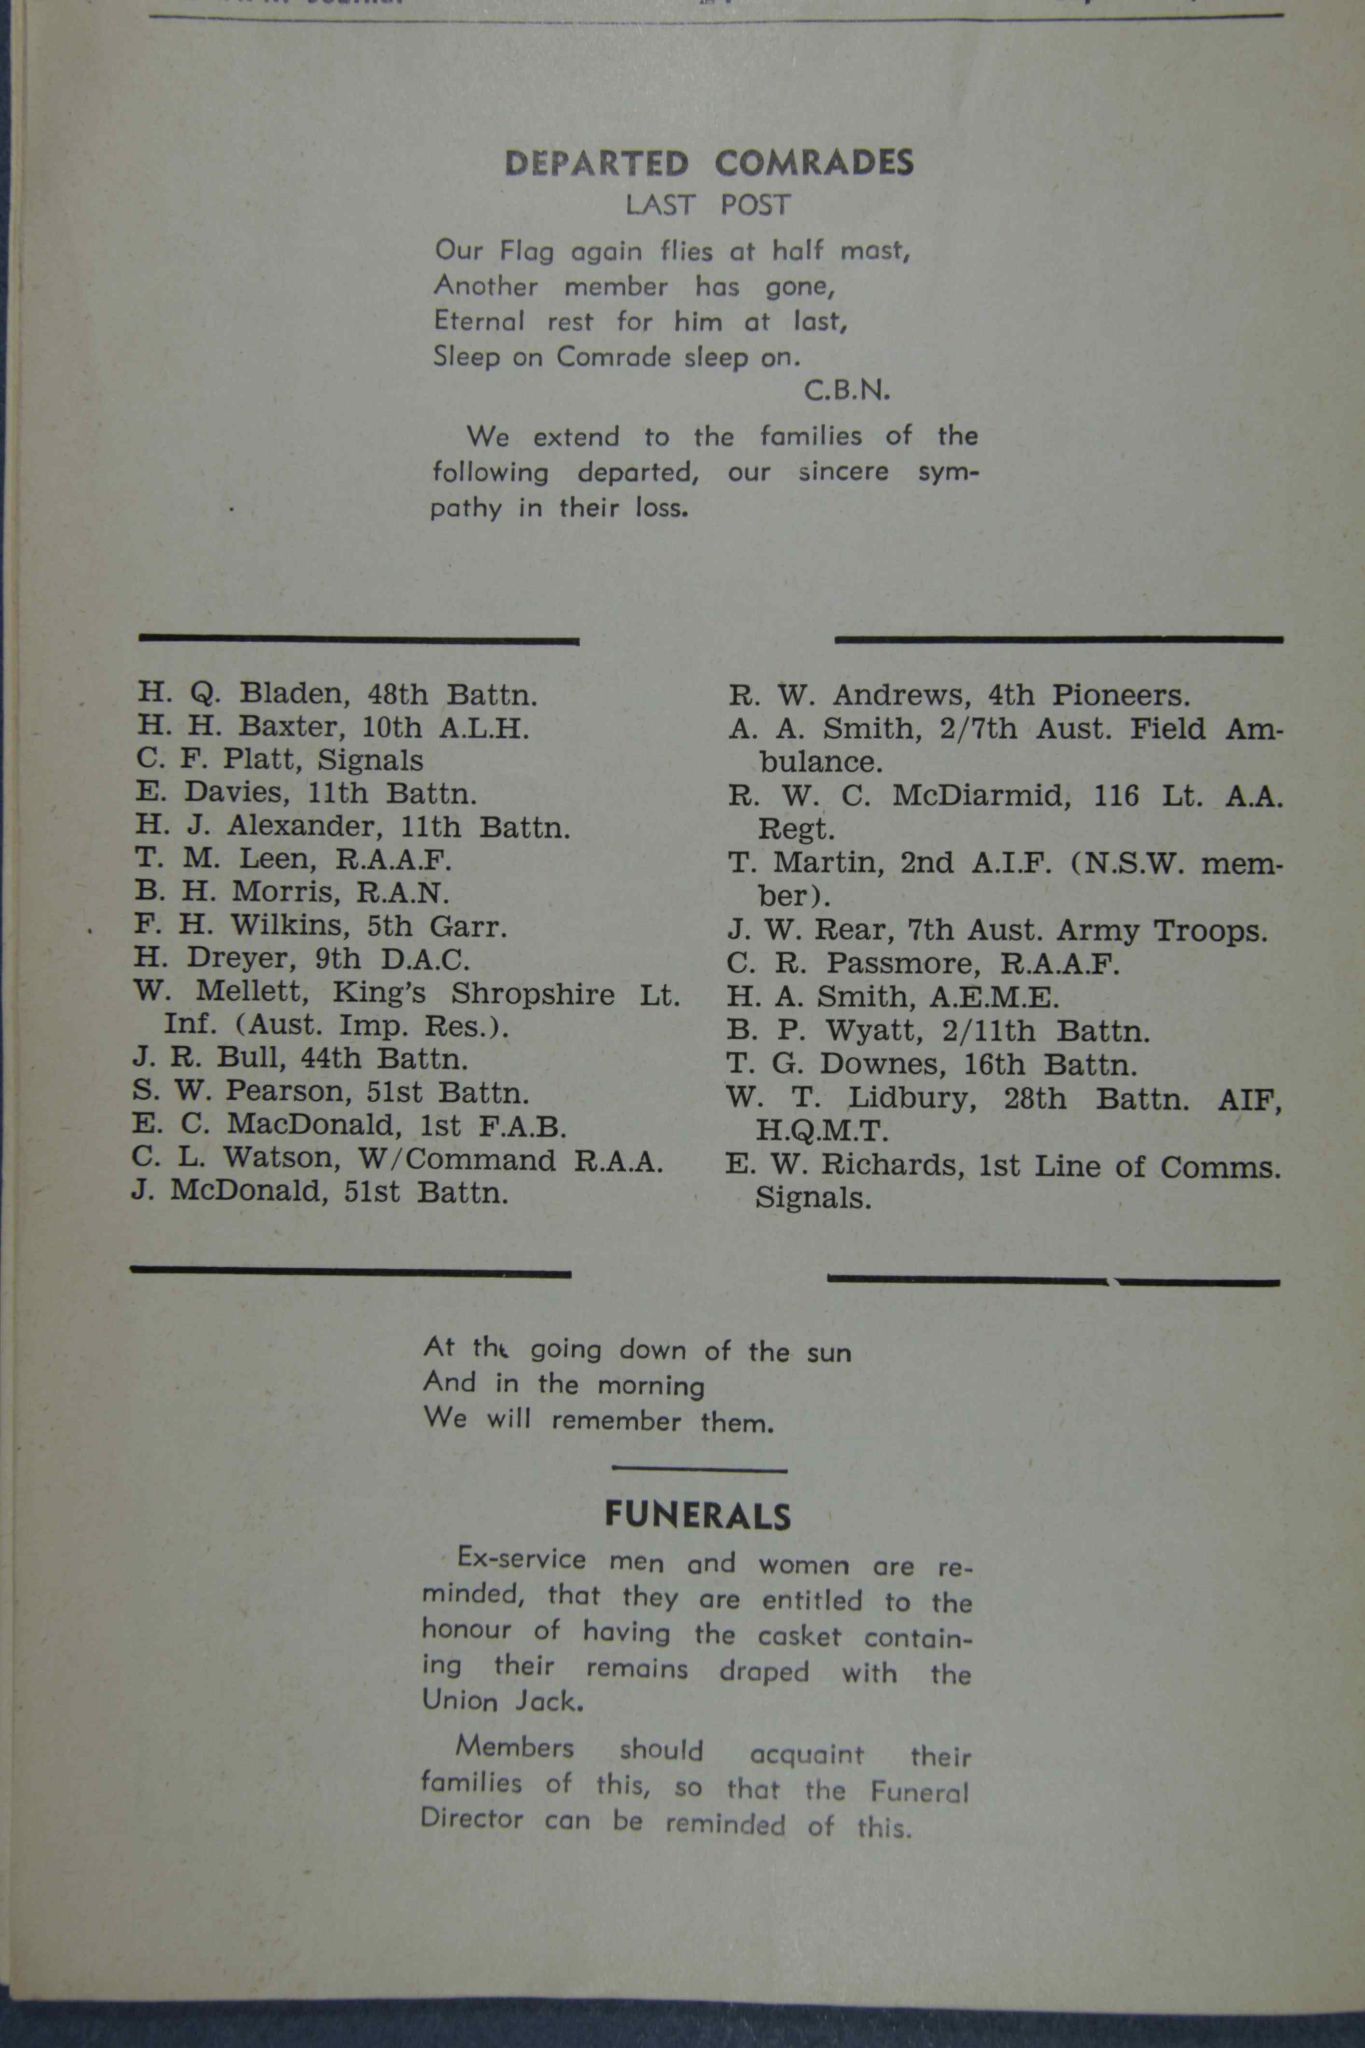 Journal
DEPARTED COMRADES
LAST POST
Our Flag again flies at half mast,
Another member has gone,
Eternal rest for him at last,
Sleep on Comrade sleep on.
C.B.N.
We extend to the families of the
following departed, our sincere sym-
pathy in their loss.
H. Q. Bladen, 48th Battn.
H. H. Baxter, 10th A.L.H.
C. F. Platt, Signals
E. Davies, 11th Battn.
H. J. Alexander, 11th Battn.
T. M. Leen, R.A.A.F.
B. H. Morris, R.A.N.
F. H. Wilkins, 5th Garr.
H. Dreyer, 9th D.A.C.
W. Mellett, King's Shropshire Lt.
Inf. (Aust. Imp. Res.).
J. R. Bull, 44th Battn.
S. W. Pearson, 51st Battn.
E. C. MacDonald, 1st F.A.B.
C. L. Watson, W/Command R.A.A.
J. McDonald, 51st Battn.
R. W. Andrews, 4th Pioneers.
A. A. Smith, 2/7th Aust. Field Am-
bulance.
R. W. C. McDiarmid, 116 Lt. A.A.
Regt.
T. Martin, 2nd A.I.F. (N.S.W. mem-
ber).
J. W. Rear, 7th Aust. Army Troops.
C. R. Passmore, R.A.A.F.
H. A. Smith, A.E.M.E.
B. P. Wyatt, 2/11th Battn.
T. G. Downes, 16th Battn.
W. T. Lidbury, 28th Battn. AIF,
H.Q.M.T.
E. W. Richards, 1st Line of Comms.
Signals.
At the going down of the sun
And in the morning
We will remember them.
FUNERALS
Ex-service men and women are re-
minded, that they are entitled to the
honour of having the casket contain-
ing their remains draped with the
Union Jack.
Members should acquaint their
families of this, so that the Funeral
Director can be reminded of this.